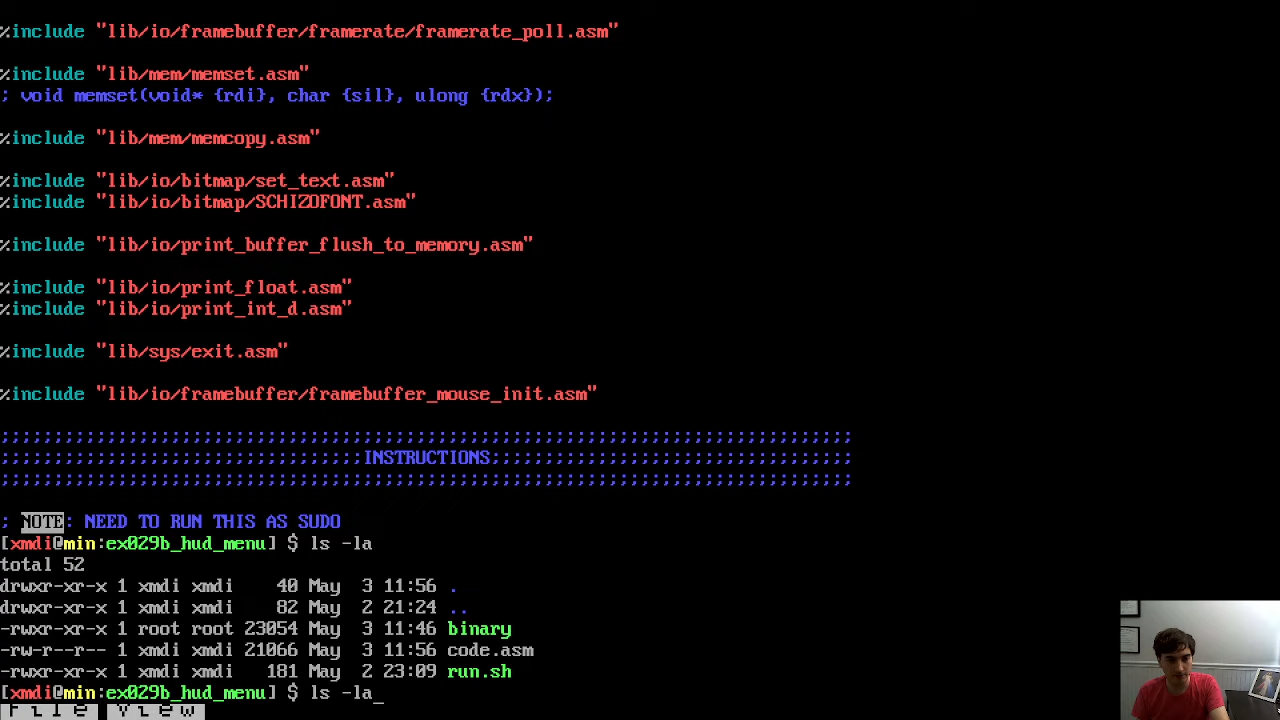 %include "lib/io/framebuffer/framerate/framerate_poll.asm"
%include "lib/mem/memset.asm"
; void memset(void* {rdi}, char {sil}, ulong {rdx});
%include "lib/mem/memcopy.asm"
%include "lib/io/bitmap/set_text.asm"
%include "lib/io/bitmap/SCHIZOFONT.asm"
%include "lib/io/print_buffer_flush_to_memory.asm"
%include "lib/io/print_float.asm"
%include "lib/io/print_int_d.asm"
%include "lib/sys/exit.asm"
%include "lib/io/framebuffer/framebuffer_mouse_init.asm"
;;;;;;;;;;;;;;;;;;;;;;;;;;;;;;;;;;;;;;;;;;;;;;;;;;;;;;;;;;;;;;;;;;;;;;;;;;;;;;;;
;;;;;;;;;;;;;;;;;;;;;;;;;;;;;;;;;;INSTRUCTIONS;;;;;;;;;;;;;;;;;;;;;;;;;;;;;;;;;;
;;;;;;;;;;;;;;;;;;;;;;;;;;;;;;;;;;;;;;;;;;;;;;;;;;;;;;;;;;;;;;;;;;;;;;;;;;;;;;;;
; NOTE: NEED TO RUN THIS AS SUDO
[xmdi@min:ex029b_hud_menu] $ ls -la
total 52
drwxr-xr-x 1 xmdi xmdi    40 May  3 11:56 .
drwxr-xr-x 1 xmdi xmdi    82 May  2 21:24 ..
-rwxr-xr-x 1 root root 23054 May  3 11:46 binary
-rw-r--r-- 1 xmdi xmdi 21066 May  3 11:56 code.asm
-rwxr-xr-x 1 xmdi xmdi   181 May  2 23:09 run.sh
[xmdi@min:ex029b_hud_menu] $ ls -la_
File View